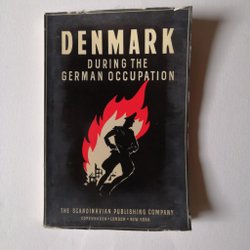 DENMARK
DURING THE
GERMAN OCCUPATION
THE SCANDINAVIAN PUBLISHING COMPANY
COPENHAGEN · LONDON · NEW YORK